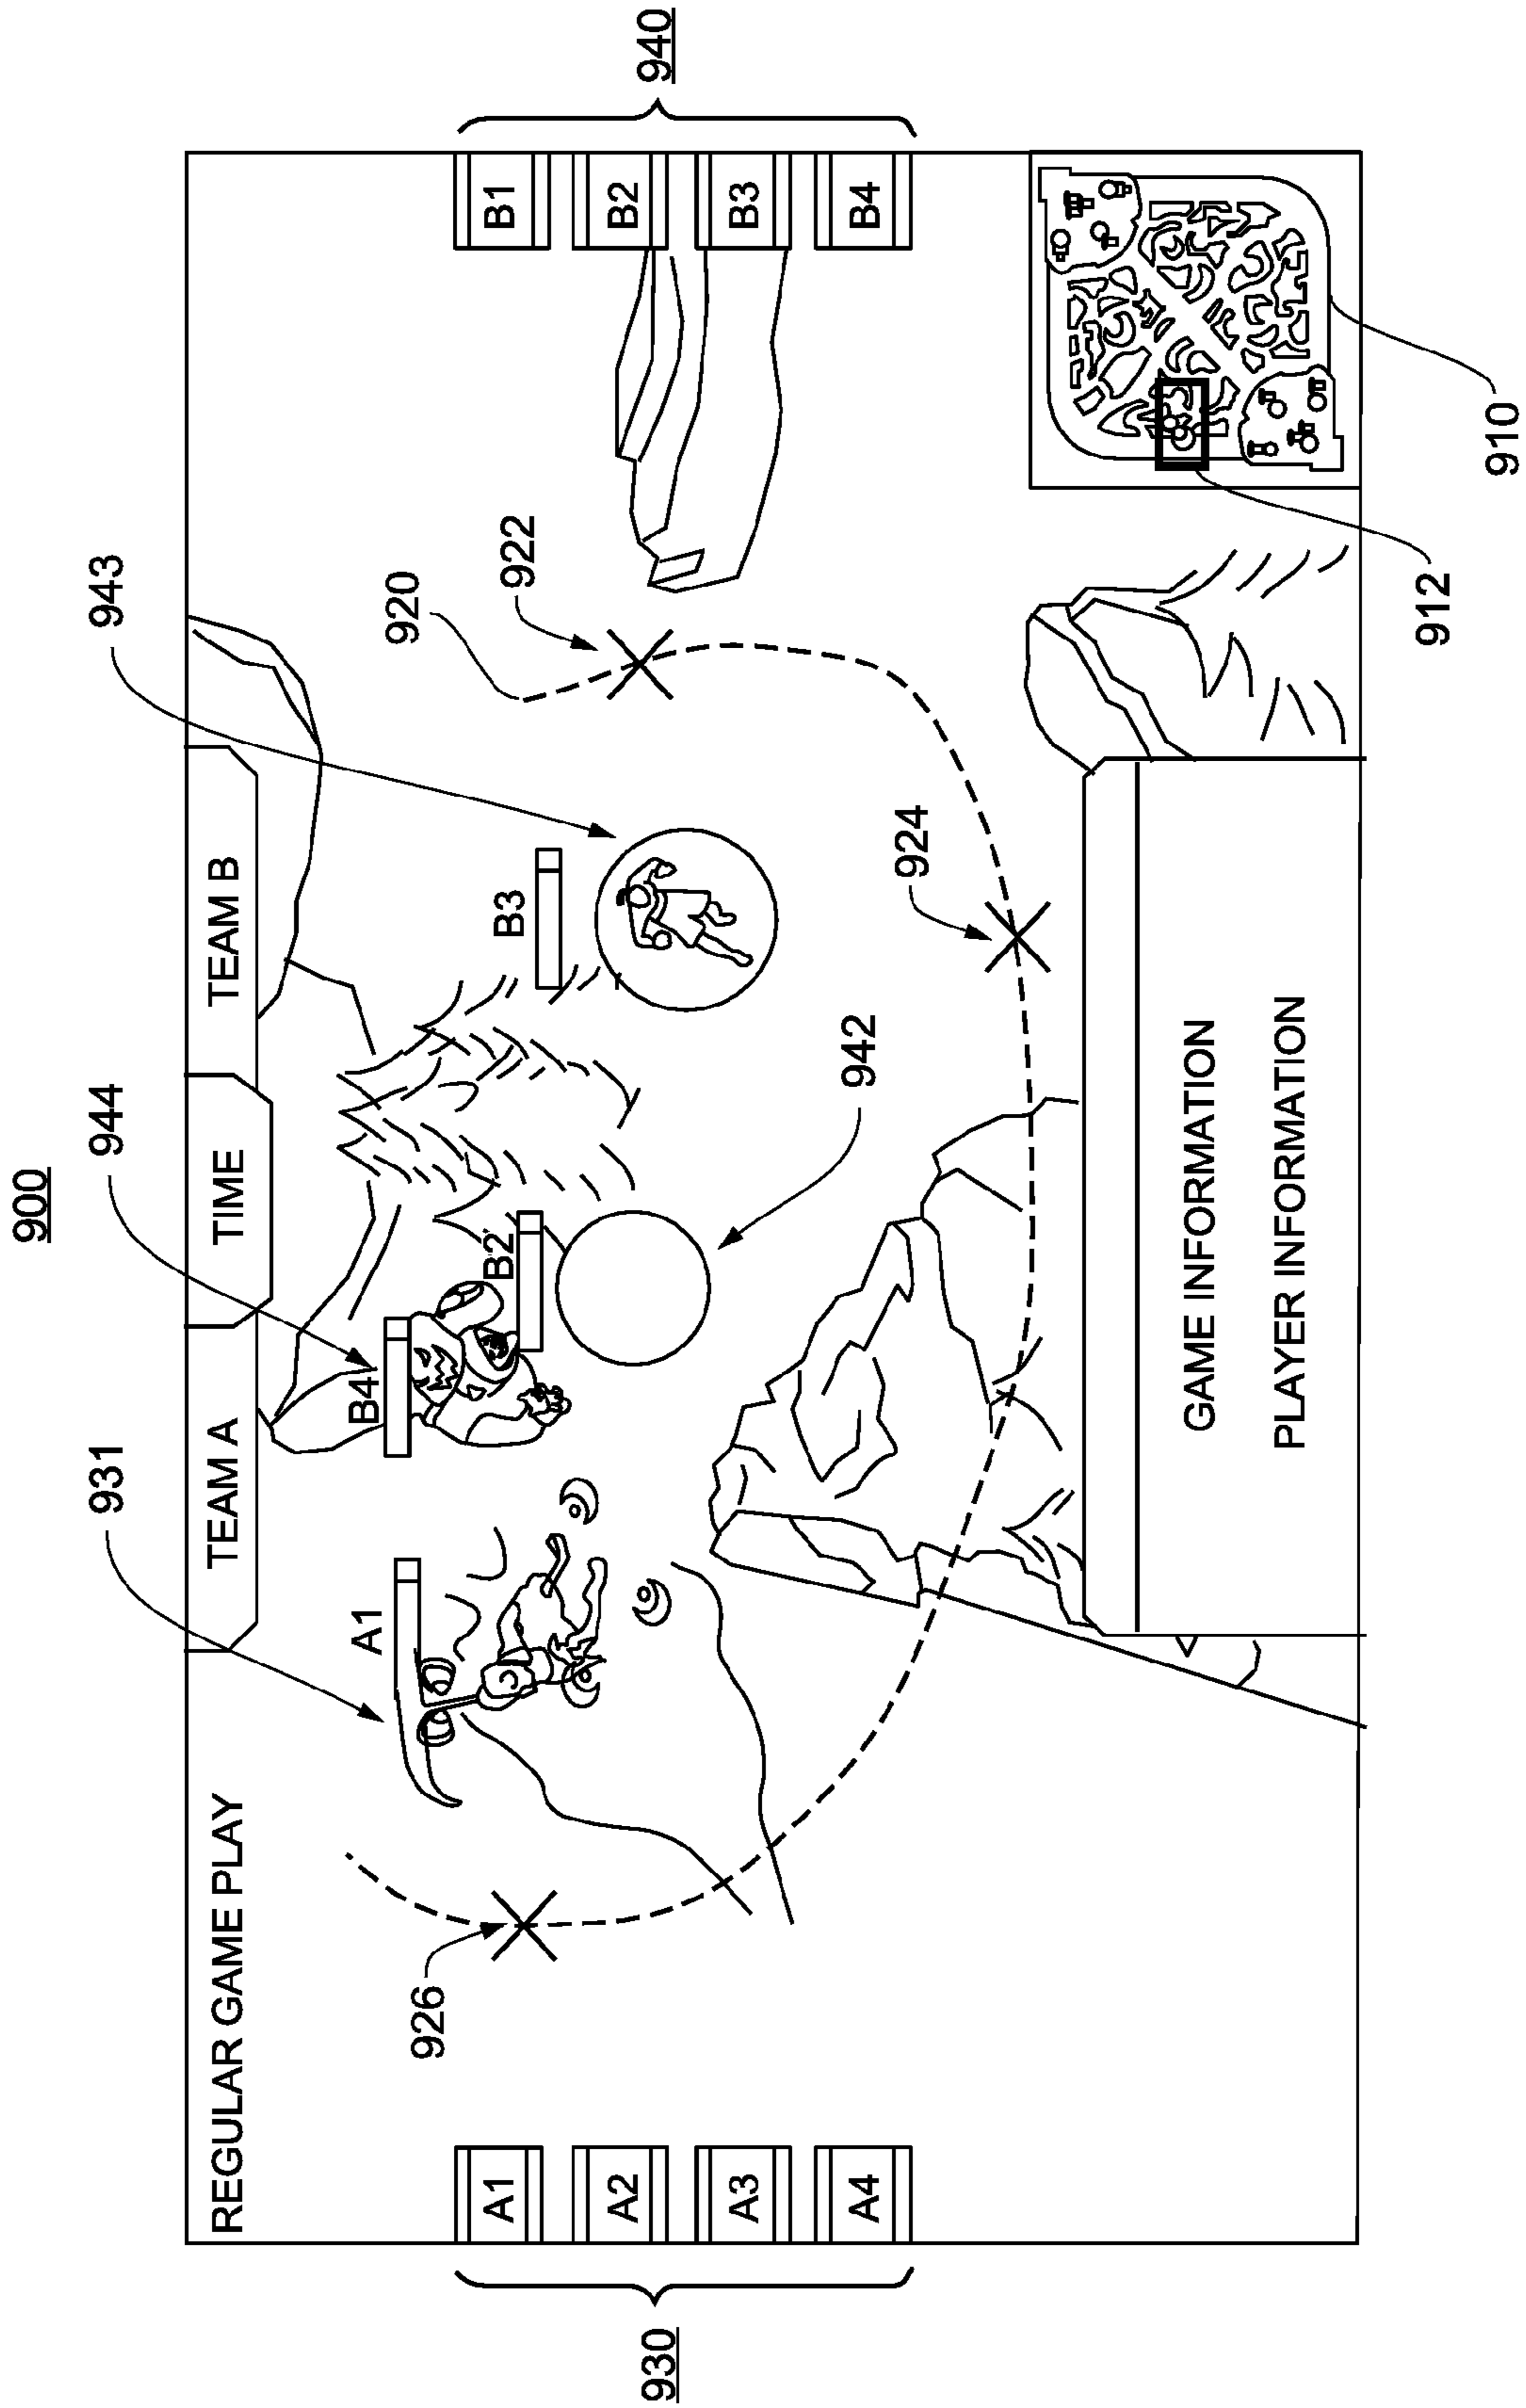 900
943
944
931
REGULAR GAME PLAY
TEAM A
TIME
TEAM B
920
922
926
A1
B4
B2
B3
930
A1
A2
A3
A4
B1
B2
B3
B4
940
942
924
GAME INFORMATION
PLAYER INFORMATION
912
910